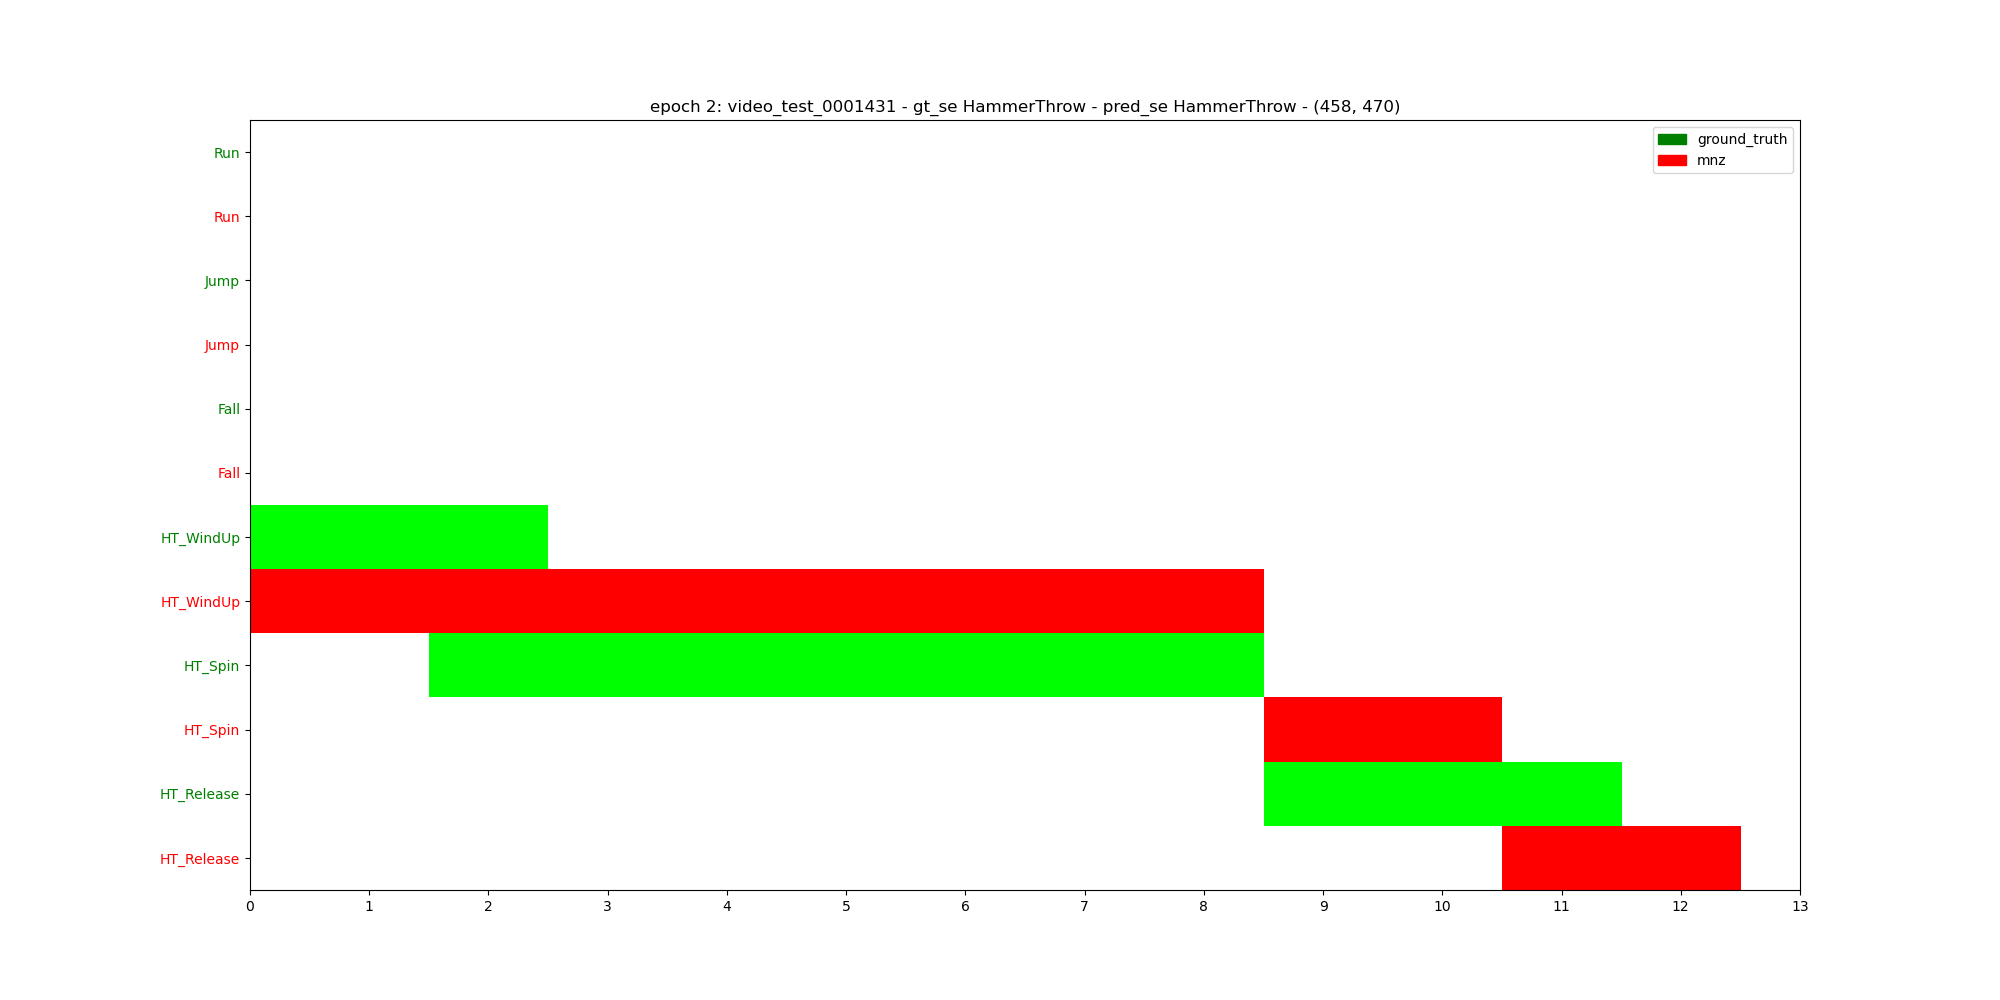 epoch 2: video_test_0001431 - gt_se HammerThrow - pred_se HammerThrow - (458, 470)
ground_truth
mnz
Run
Run
Jump
Jump
Fall
Fall
HT_WindUp
HT_WindUp
HT_Spin
HT_Spin
HT_Release
HT_Release
0 1 2 3 4 5 6 7 8 9 10 11 12 13